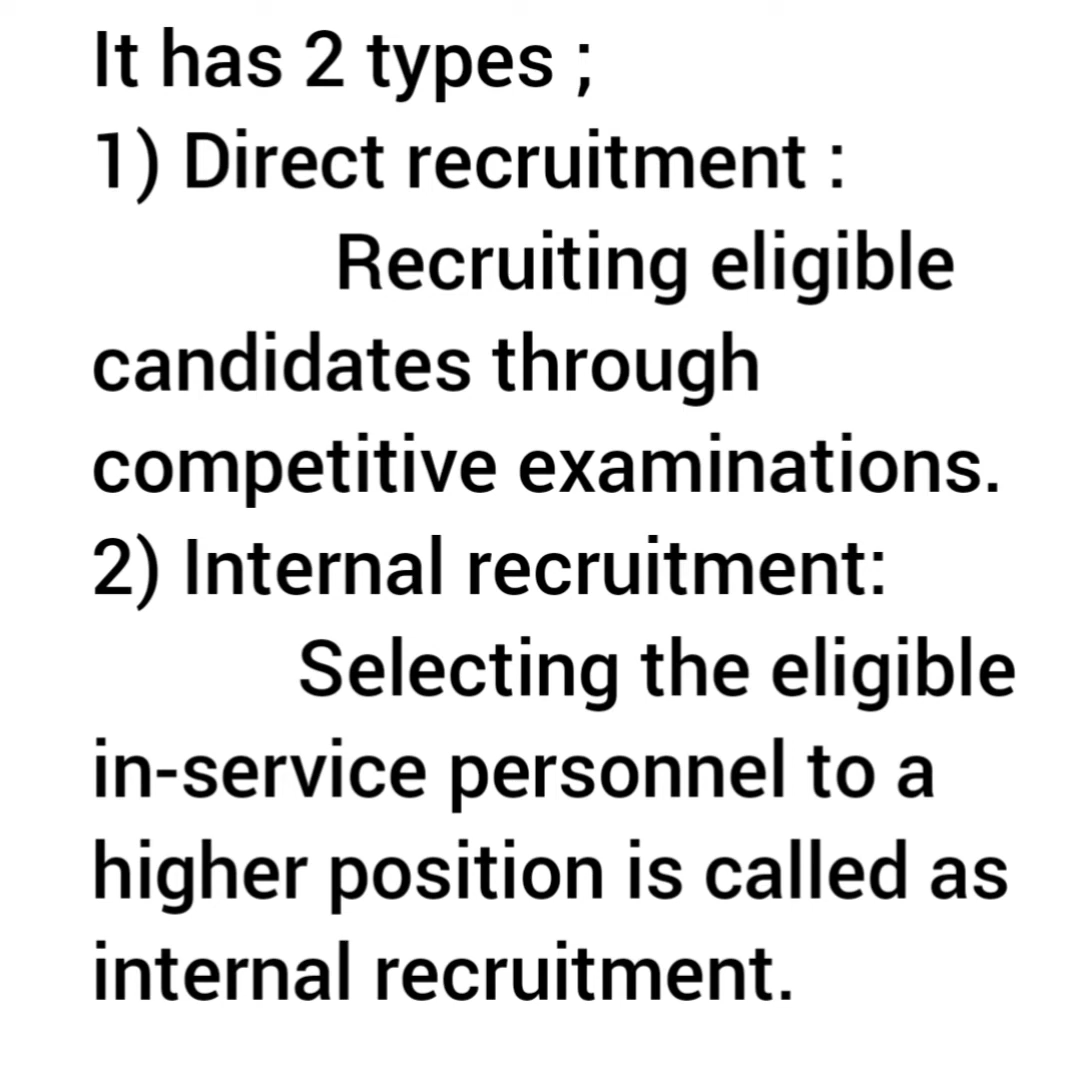 It has 2 types ;
1) Direct recruitment :
Recruiting eligible
candidates through
competitive examinations.
2) Internal recruitment:
Selecting the eligible
in-service personnel to a
higher position is called as
internal recruitment.